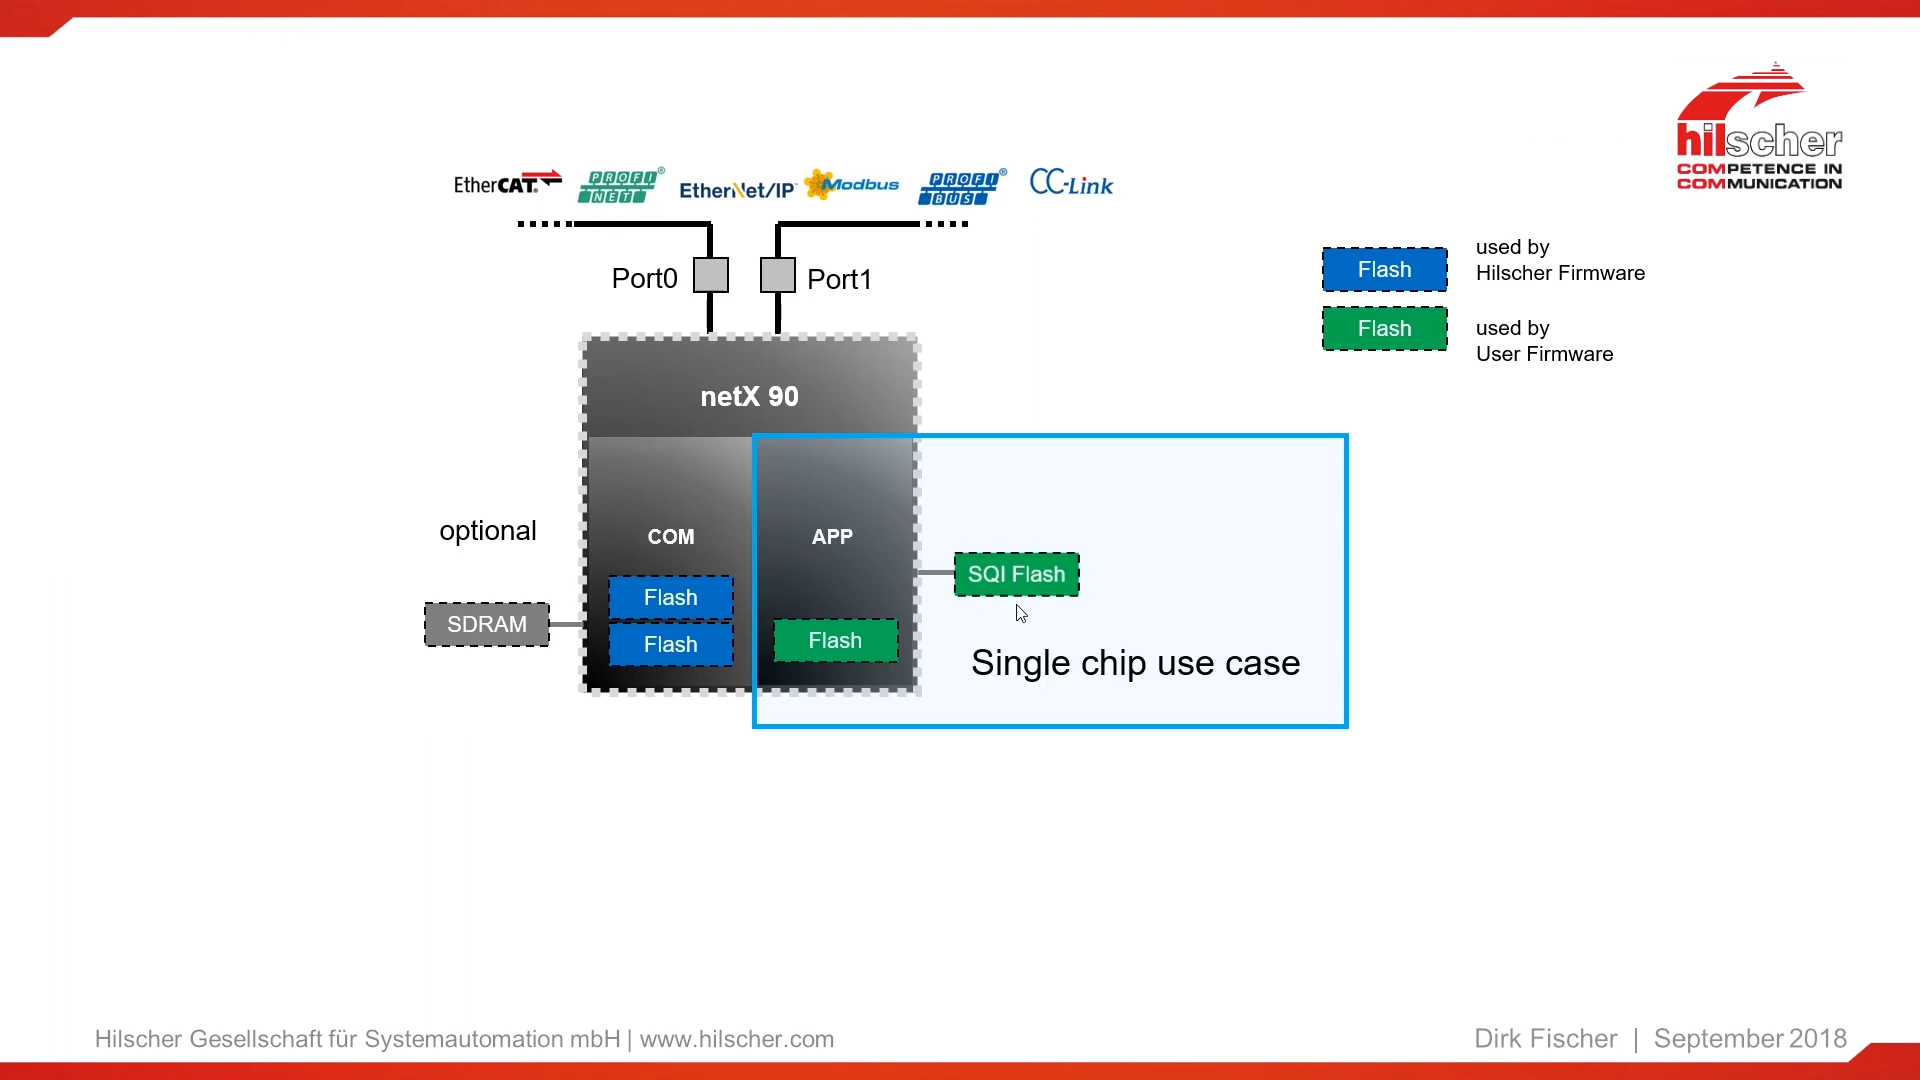 hilscher
COMPETENCE IN
COMMUNICATION
EtherCAT®
PROFI®
NET
EtherNet/IP
Modbus
PROFI®
BUS
CC-Link
Port0
Port1
Flash
used by
Hilscher Firmware
Flash
used by
User Firmware
netX 90
optional
COM
APP
SDRAM
Flash
Flash
Flash
SQI Flash
Single chip use case
Hilscher Gesellschaft für Systemautomation mbH | www.hilscher.com
Dirk Fischer | September 2018